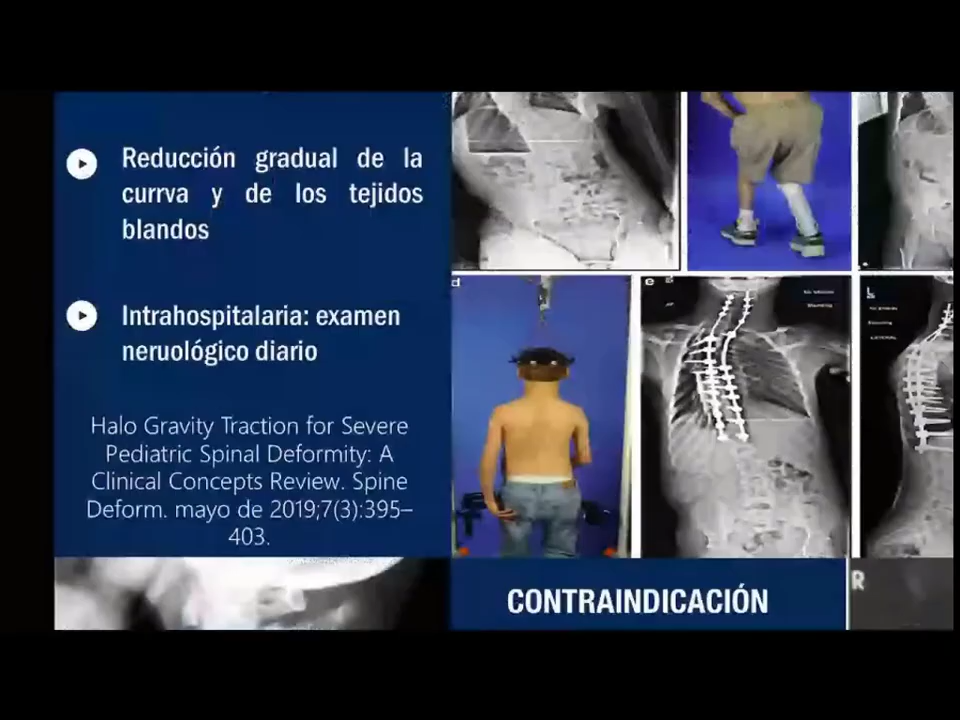 Reducción gradual de la
currva y de los tejidos
blandos
Intrahospitalaria: examen
neruológico diario
Halo Gravity Traction for Severe
Pediatric Spinal Deformity: A
Clinical Concepts Review. Spine
Deform. mayo de 2019;7(3):395–
403.
d
e
L
CONTRAINDICACIÓN
R